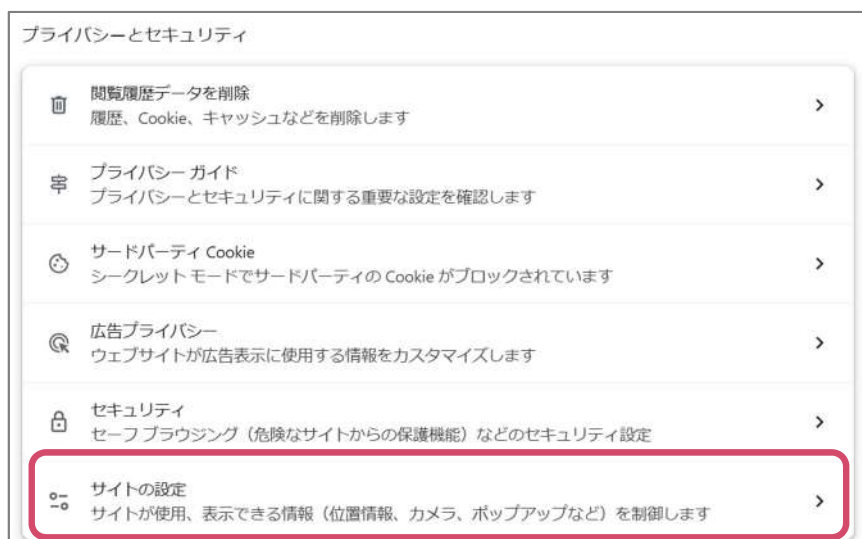 プライバシーとセキュリティ
閲覧履歴データを削除
履歴、Cookie、キャッシュなどを削除します
プライバシー ガイド
プライバシーとセキュリティに関する重要な設定を確認します
サードパーティ Cookie
シークレット モードでサードパーティの Cookie がブロックされています
広告プライバシー
ウェブサイトが広告表示に使用する情報をカスタマイズします
セキュリティ
セーフ ブラウジング（危険なサイトからの保護機能）などのセキュリティ設定
サイトの設定
サイトが使用、表示できる情報（位置情報、カメラ、ポップアップなど）を制御します